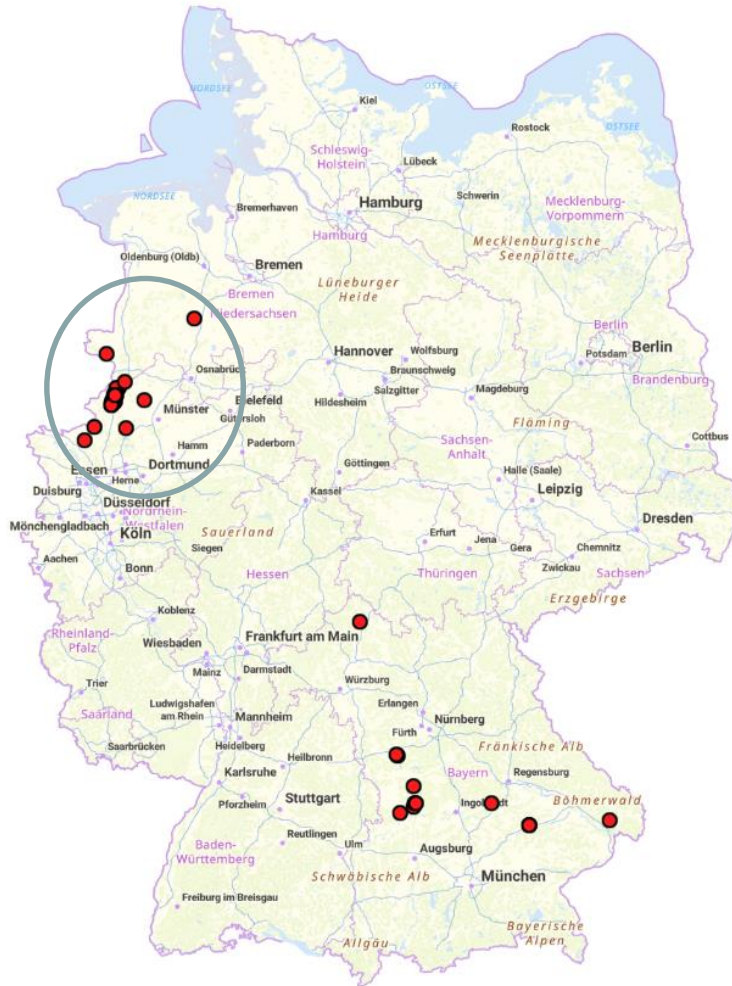 NORDSEE
OSTSEE
Kiel
OSTSEE
Rostock
Schleswig-
Holstein
Lübeck
NORDSEE
Schwerin
Mecklenburg-
Vorpommern
Bremerhaven
Hamburg
Hamburg
Mecklenburgische
Seenplatte
Oldenburg (Oldb)
Bremen
Bremen
Lüneburger
Heide
Niedersachsen
Berlin
Berlin
Potsdam
Brandenburg
Hannover
Wolfsburg
Braunschweig
Salzgitter
Magdeburg
Osnabrück
Hildesheim
Bielefeld
Münster
Gütersloh
Fläming
Cottbus
Hamm
Paderborn
Sachsen-
Anhalt
Essen
Dortmund
Herne
Göttingen
Halle (Saale)
Duisburg
Leipzig
Düsseldorf
Kassel
Nordrhein-
Westfalen
Mönchengladbach
Köln
Sauerland
Dresden
Erfurt
Jena
Gera
Chemnitz
Siegen
Aachen
Zwickau
Sachsen
Bonn
Hessen
Thüringen
Erzgebirge
Koblenz
Rheinland-
Pfalz
Wiesbaden
Frankfurt am Main
Mainz
Darmstadt
Trier
Würzburg
Ludwigshafen
am Rhein
Erlangen
Saarland
Mannheim
Nürnberg
Fürth
Saarbrücken
Heidelberg
Heilbronn
Fränkische Alb
Karlsruhe
Bayern
Regensburg
Pforzheim
Stuttgart
Ingolstadt
Böhmerwald
Baden-
Württemberg
Reutlingen
Ulm
Augsburg
Schwäbische Alb
München
Freiburg im Breisgau
Bayerische
Alpen
Allgäu